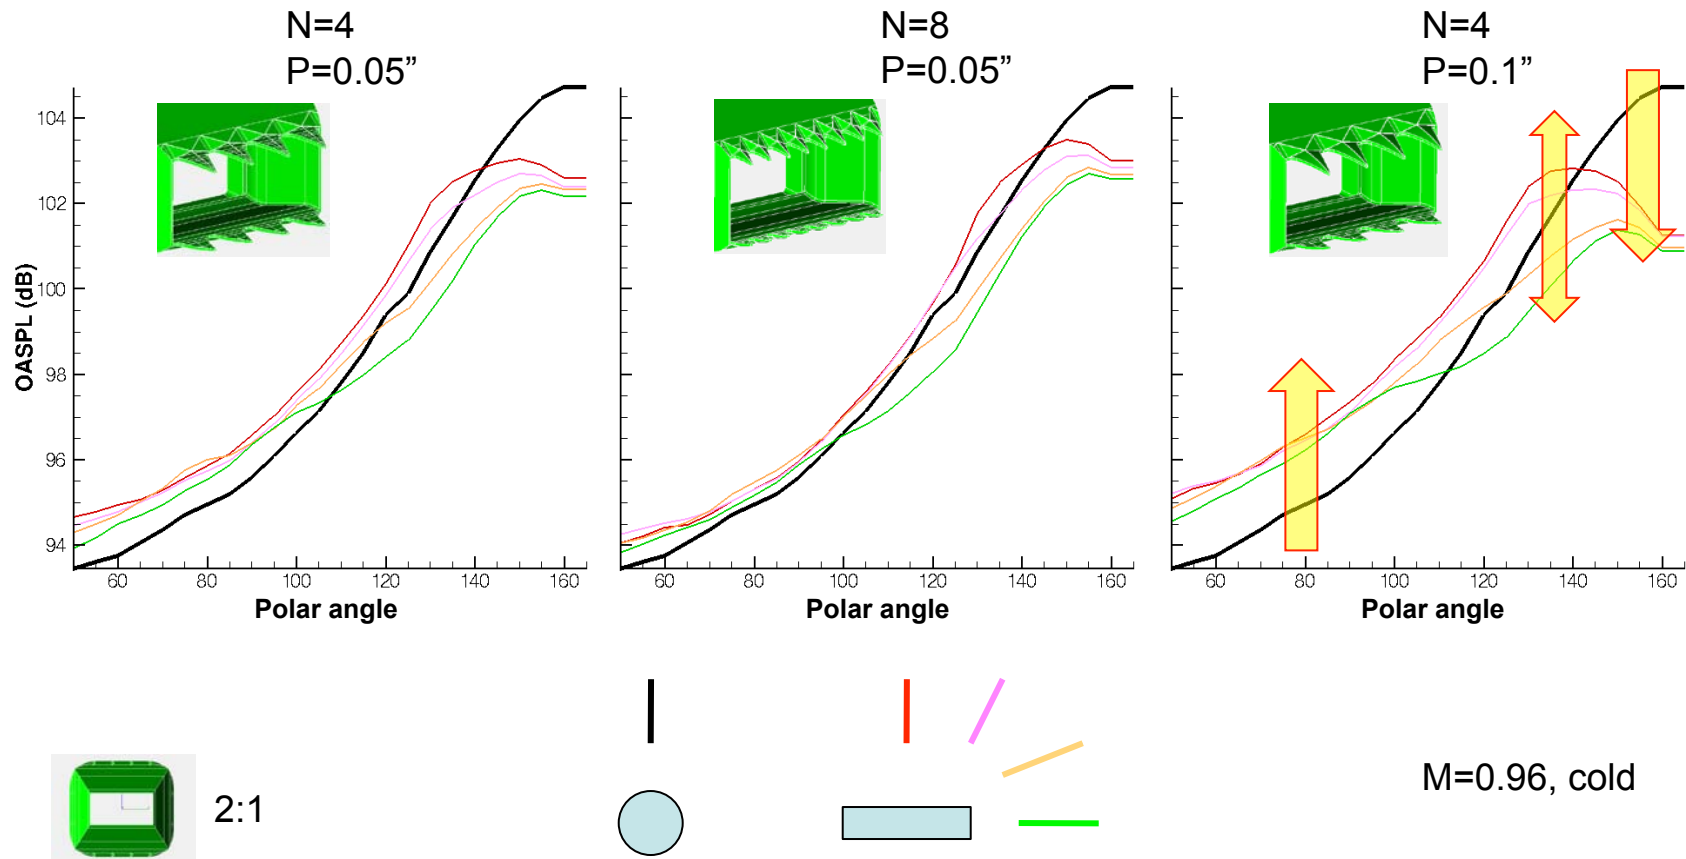 N=4
P=0.05”
N=8
P=0.05”
N=4
P=0.1”
OASPL (dB)
104
102
100
98
96
94
60 80 100 120 140 160
Polar angle
60 80 100 120 140 160
Polar angle
60 80 100 120 140 160
Polar angle
2:1
M=0.96, cold